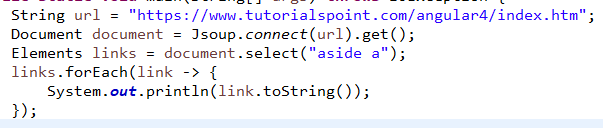 String url = "https://www.tutorialspoint.com/angular4/index.htm";
Document document = Jsoup.connect(url).get();
Elements links = document.select("aside a");
links.forEach(link -> {
System.out.println(link.toString());
});